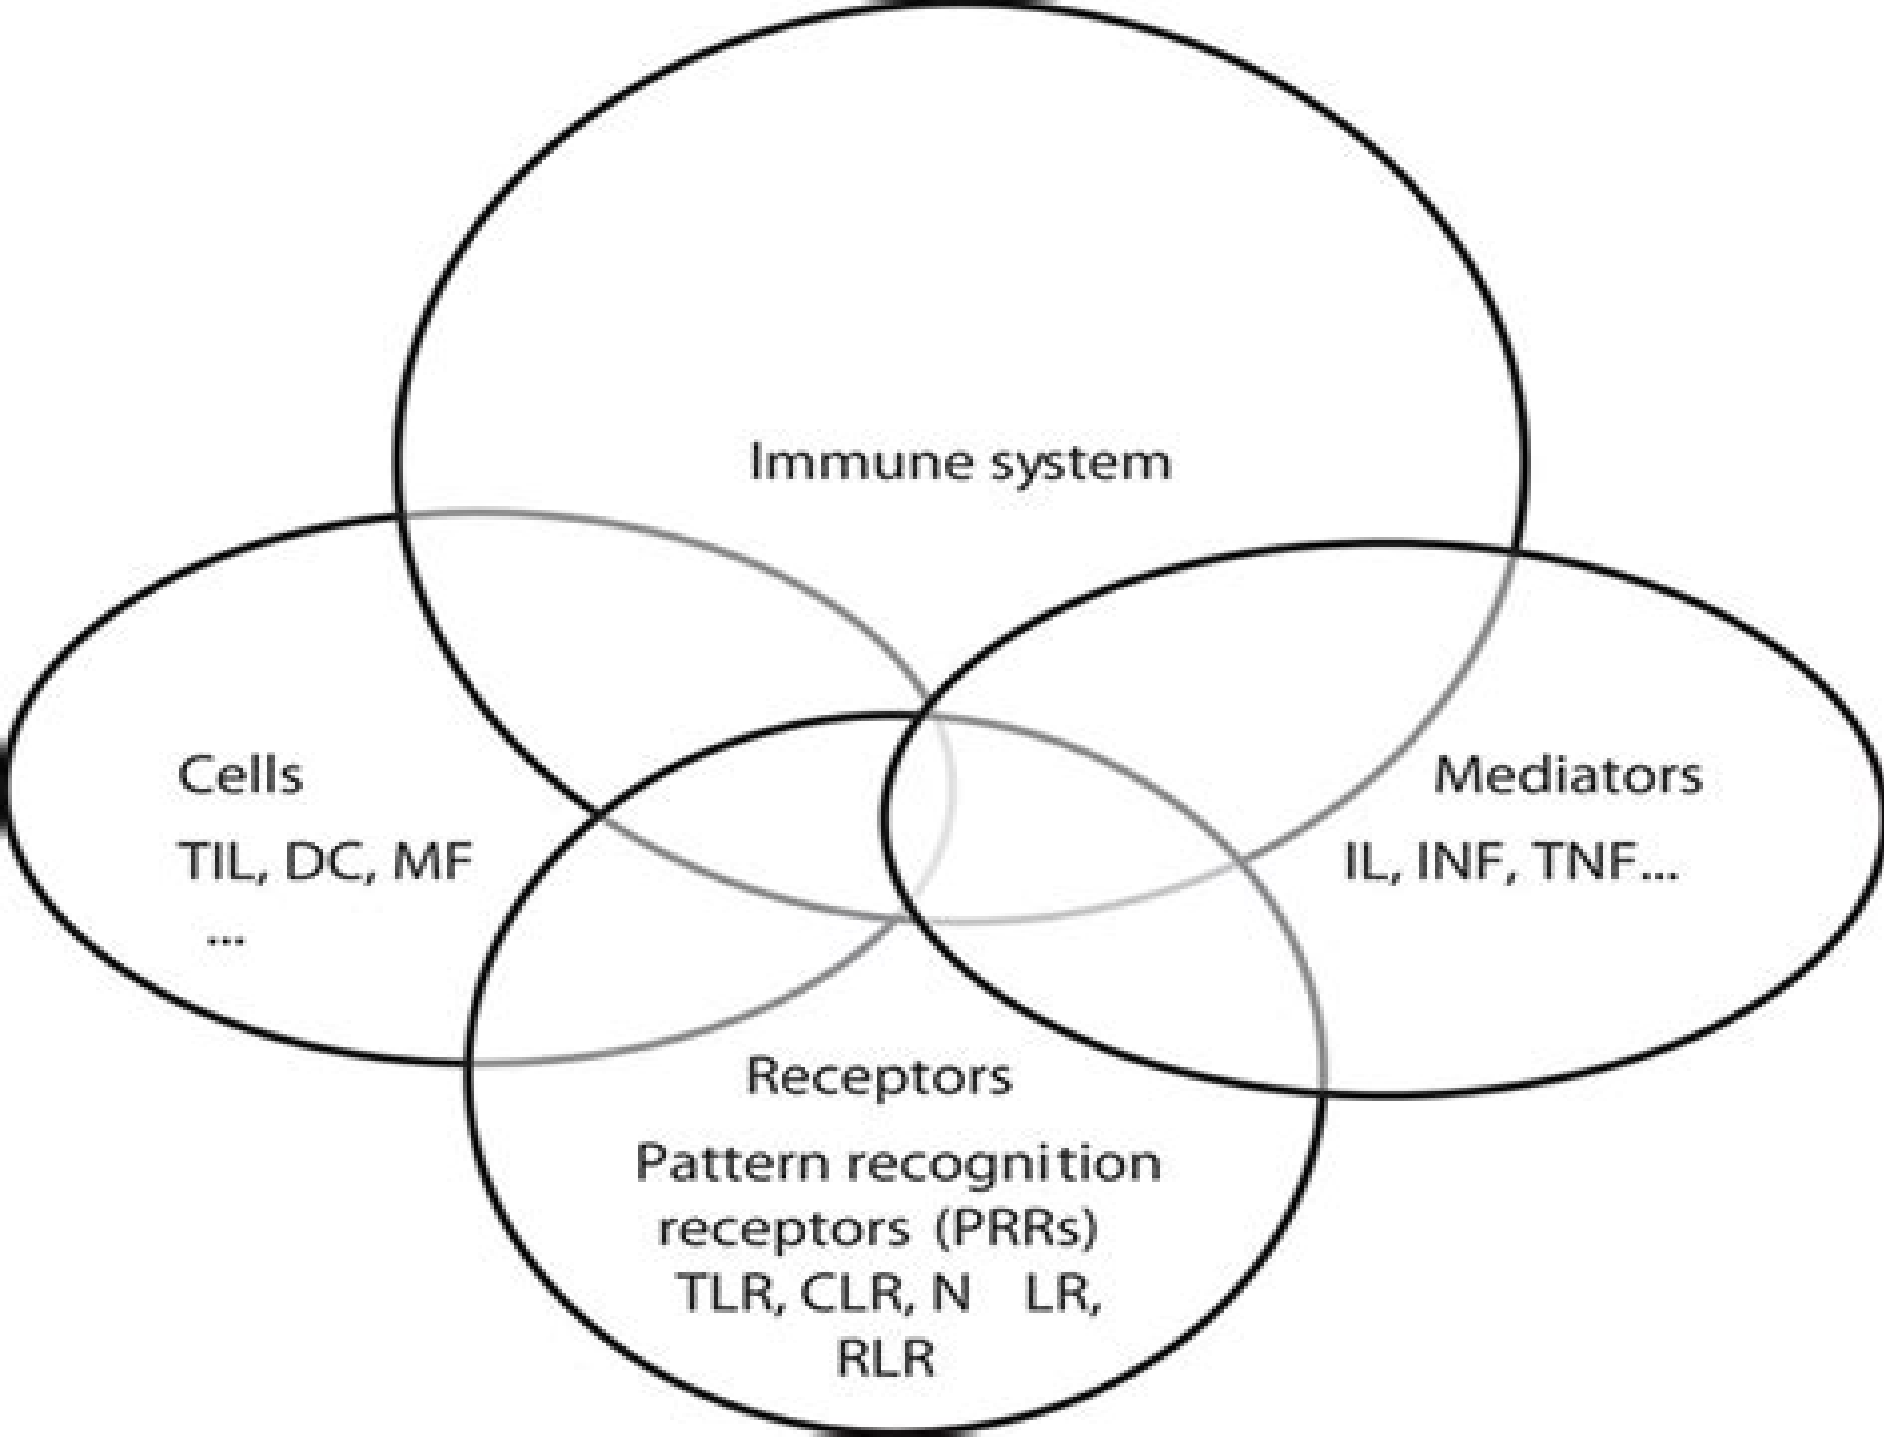 Immune system
Cells
TIL, DC, MF
...
Mediators
IL, INF, TNF...
Receptors
Pattern recognition
receptors (PRRs)
TLR, CLR, N LR,
RLR